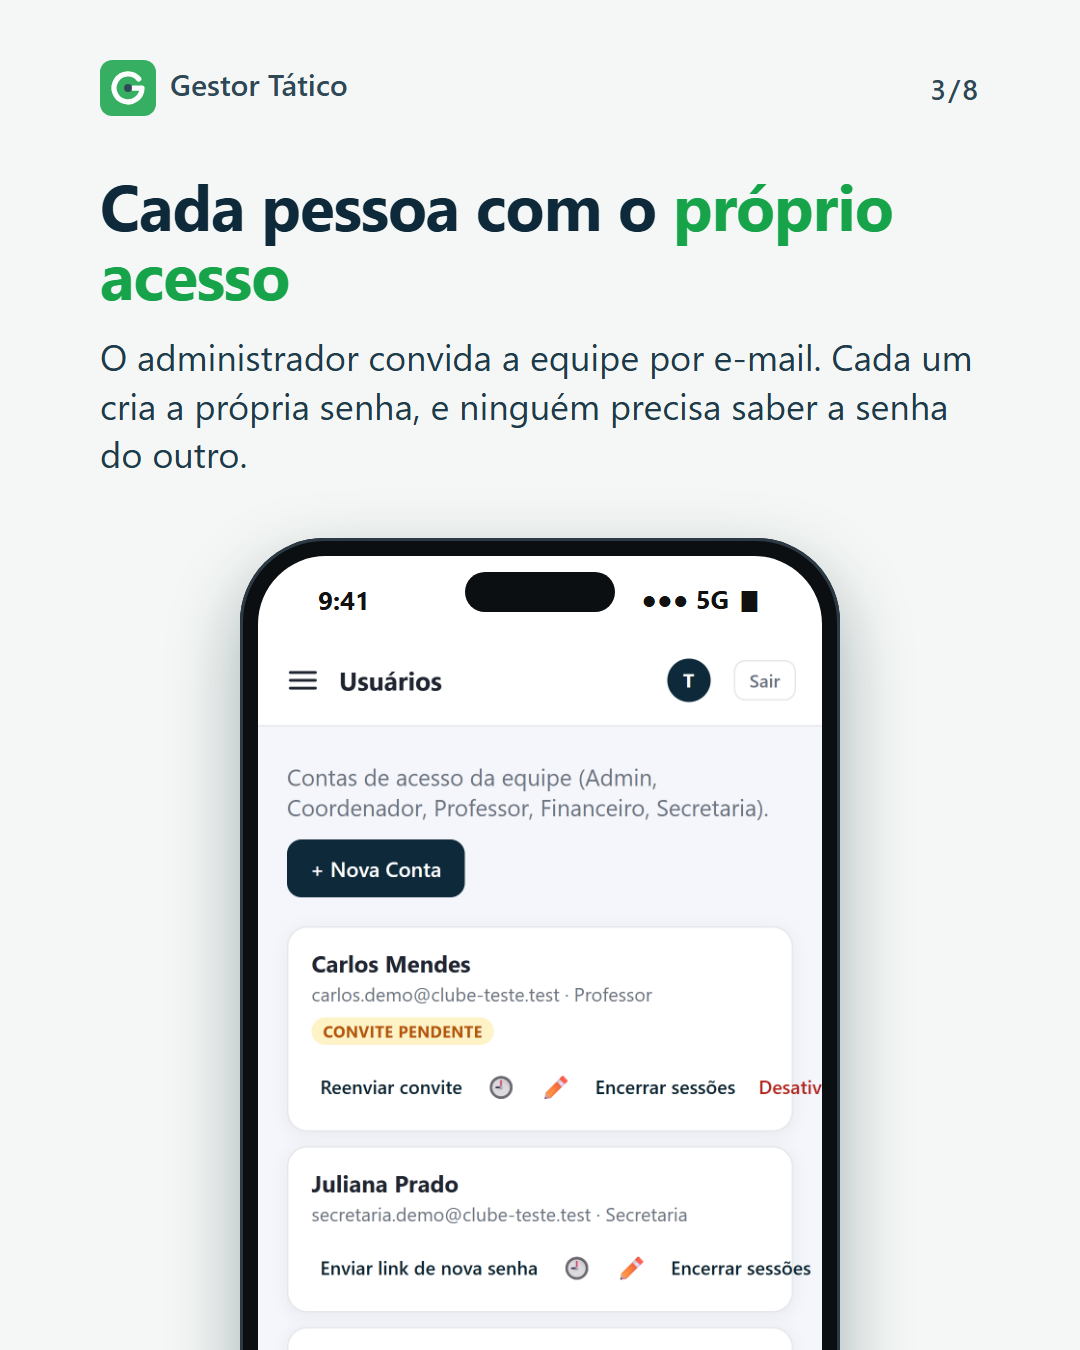 Gestor Tático
3/8
Cada pessoa com o próprio
acesso
O administrador convida a equipe por e-mail. Cada um
cria a própria senha, e ninguém precisa saber a senha
do outro.
9:41
5G
Usuários
T
Sair
Contas de acesso da equipe (Admin,
Coordenador, Professor, Financeiro, Secretaria).
+ Nova Conta
Carlos Mendes
carlos.demo@clube-teste.test · Professor
CONVITE PENDENTE
Reenviar convite
Encerrar sessões
Desativ
Juliana Prado
secretaria.demo@clube-teste.test · Secretaria
Enviar link de nova senha
Encerrar sessões